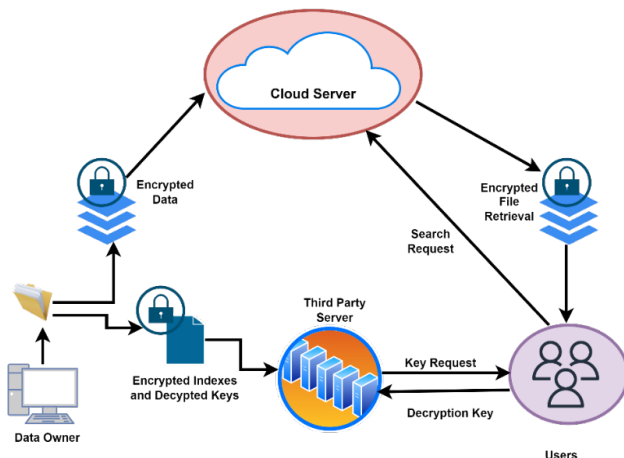 Cloud Server
Encrypted
Data
Encrypted
File
Retrieval
Search
Request
Third Party
Server
Key Request
Encrypted Indexes
and Decypted Keys
Decryption Key
Data Owner
Users